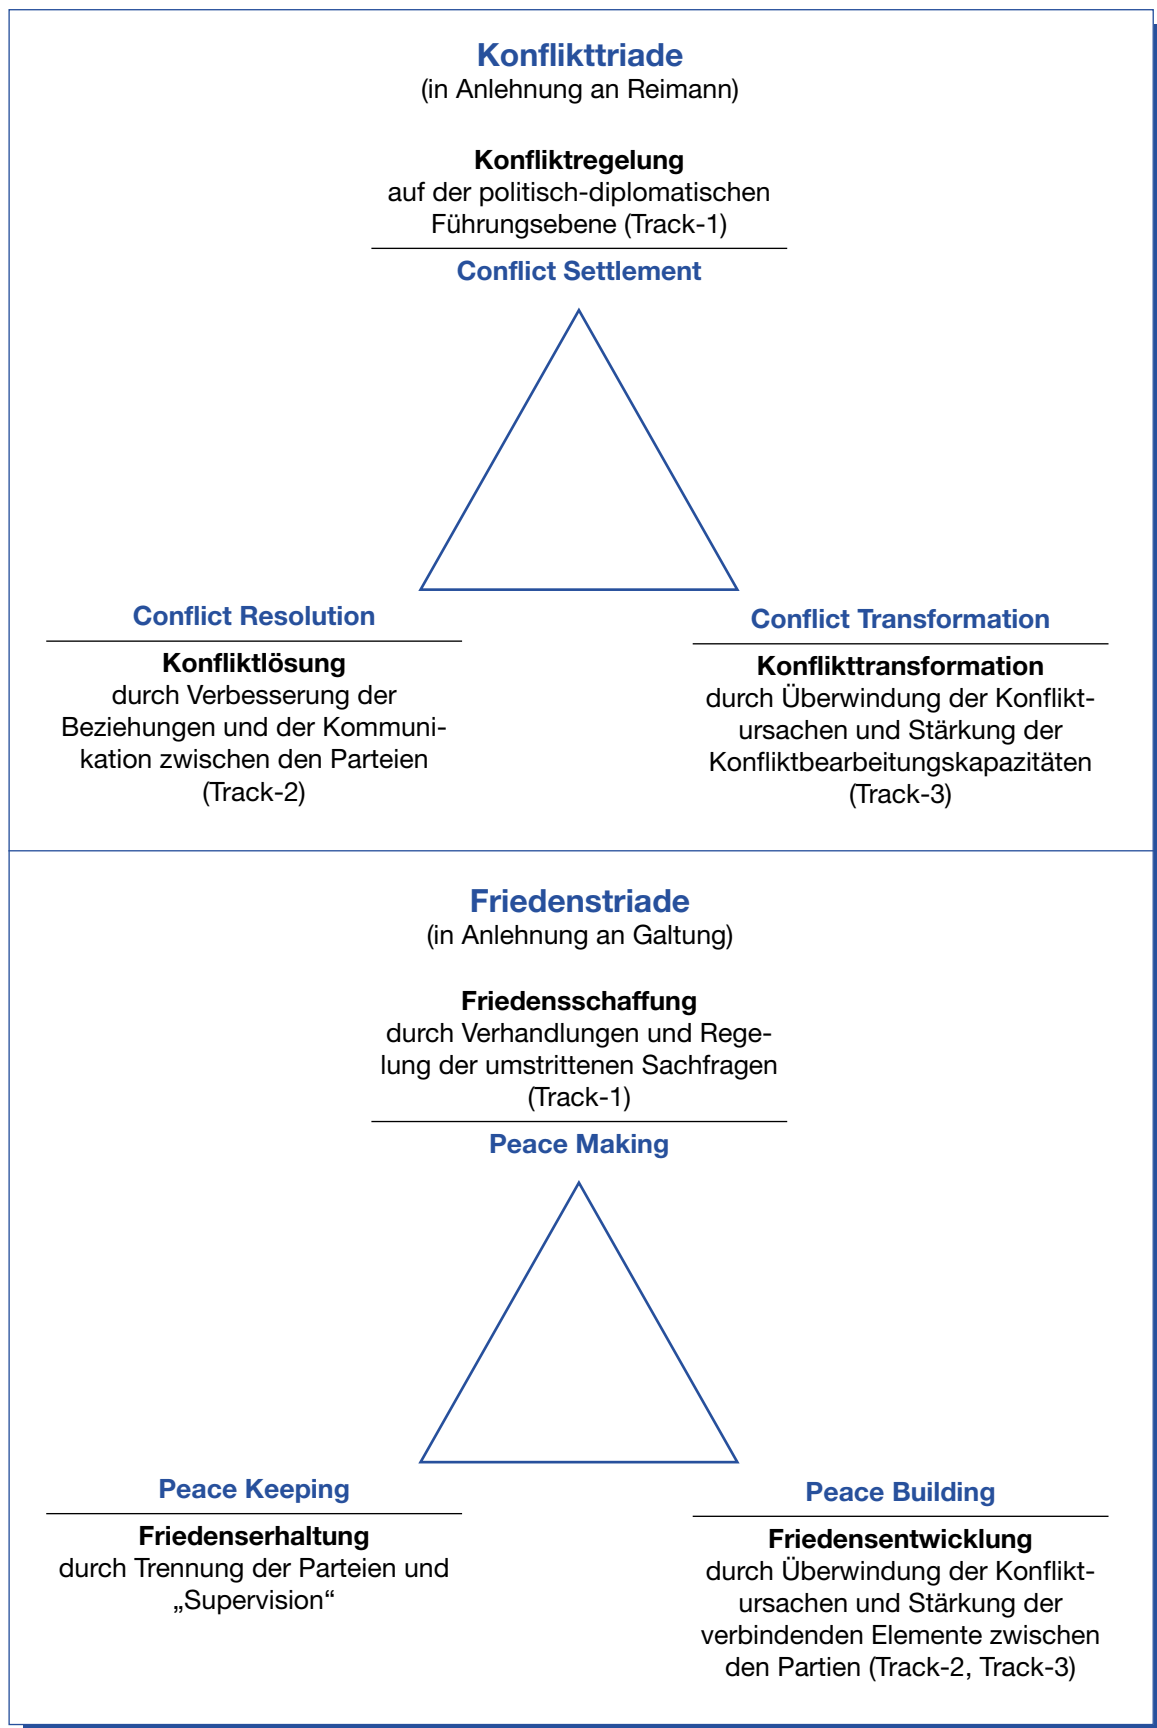 Konflikttriade
(in Anlehnung an Reimann)
Konfliktregelung
auf der politisch-diplomatischen
Führungsebene (Track-1)
Conflict Settlement
Conflict Resolution
Konfliktlösung
durch Verbesserung der
Beziehungen und der Kommuni-
kation zwischen den Parteien
(Track-2)
Conflict Transformation
Konflikttransformation
durch Überwindung der Konflikt-
ursachen und Stärkung der
Konfliktbearbeitungskapazitäten
(Track-3)
Friedenstriade
(in Anlehnung an Galtung)
Friedensschaffung
durch Verhandlungen und Rege-
lung der umstrittenen Sachfragen
(Track-1)
Peace Making
Peace Keeping
Friedenserhaltung
durch Trennung der Parteien und
„Supervision“
Peace Building
Friedensentwicklung
durch Überwindung der Konflikt-
ursachen und Stärkung der
verbindenden Elemente zwischen
den Partien (Track-2, Track-3)